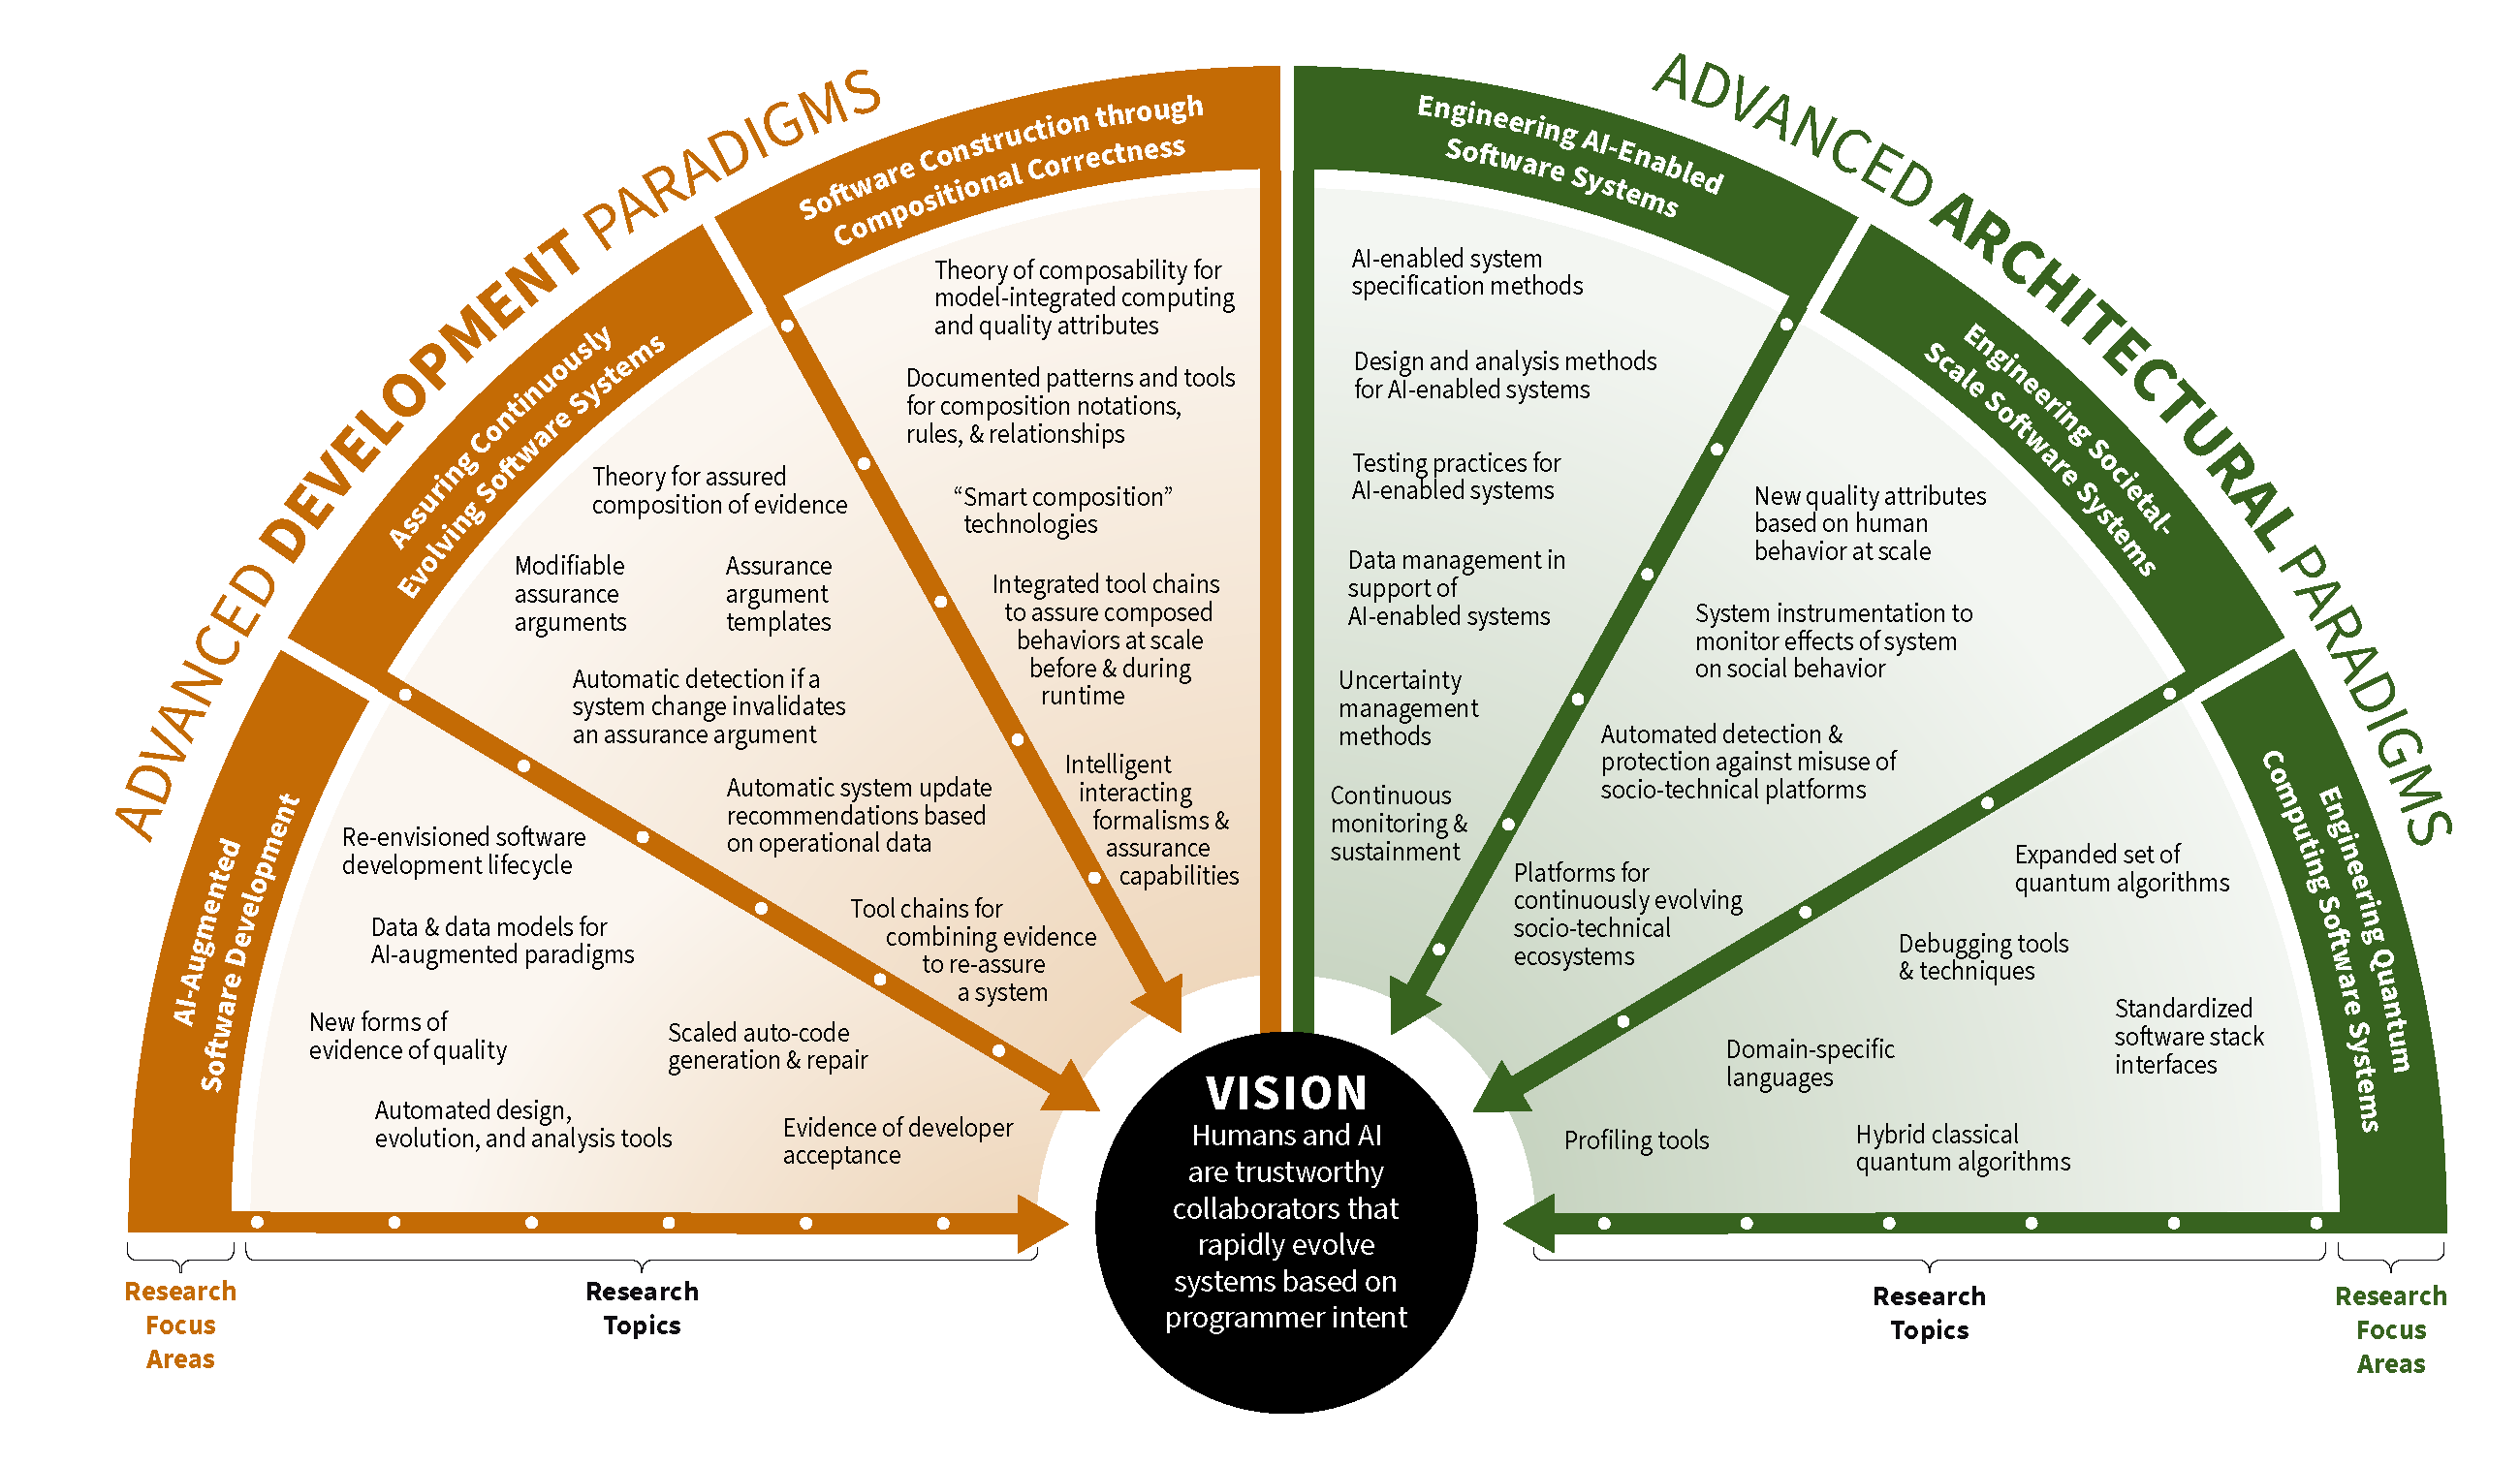 ADVANCED DEVELOPMENT PARADIGMS
AI-Augmented
Software Development
Re-envisioned software
development lifecycle
Data & data models for
AI-augmented paradigms
New forms of
evidence of quality
Scaled auto-code
generation & repair
Automated design,
evolution, and analysis tools
Evidence of developer
acceptance
Assuring Continuously
Evolving Software Systems
Theory for assured
composition of evidence
Modifiable
assurance
arguments
Assurance
argument
templates
Automatic detection if a
system change invalidates
an assurance argument
Automatic system update
recommendations based
on operational data
Tool chains for
combining evidence
to re-assure
a system
Software Construction through
Compositional Correctness
Theory of composability for
model-integrated computing
and quality attributes
Documented patterns and tools
for composition notations,
rules, & relationships
“Smart composition”
technologies
Integrated tool chains
to assure composed
behaviors at scale
before & during
runtime
Intelligent
interacting
formalisms &
assurance
capabilities
ADVANCED ARCHITECTURAL PARADIGMS
Engineering AI-Enabled
Software Systems
AI-enabled system
specification methods
Design and analysis methods
for AI-enabled systems
Testing practices for
AI-enabled systems
Data management in
support of
AI-enabled systems
Uncertainty
management
methods
Continuous
monitoring &
sustainment
Engineering Societal-
Scale Software Systems
New quality attributes
based on human
behavior at scale
System instrumentation to
monitor effects of system
on social behavior
Automated detection &
protection against misuse of
socio-technical platforms
Platforms for
continuously evolving
socio-technical
ecosystems
Engineering Quantum
Computing Software Systems
Expanded set of
quantum algorithms
Debugging tools
& techniques
Standardized
software stack
interfaces
Domain-specific
languages
Profiling tools
Hybrid classical
quantum algorithms
VISION
Humans and AI
are trustworthy
collaborators that
rapidly evolve
systems based on
programmer intent
Research
Focus
Areas
Research
Topics
Research
Topics
Research
Focus
Areas